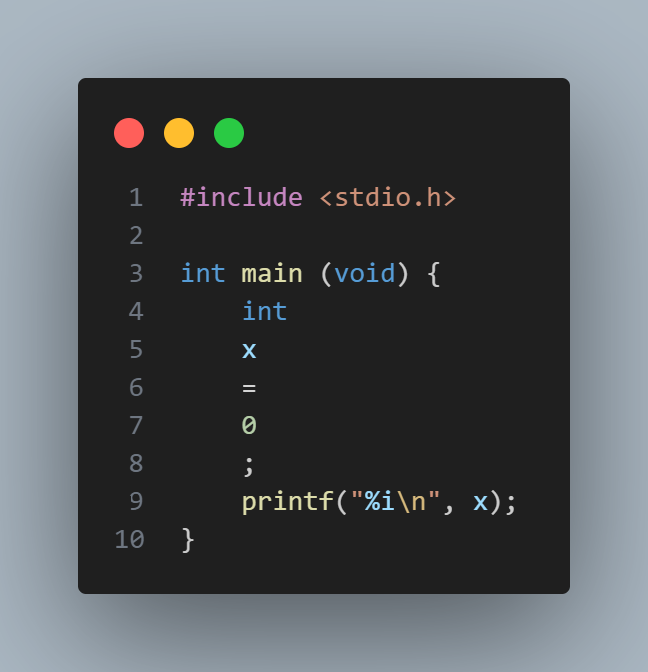 1 #include <stdio.h>
2
3 int main (void) {
4     int
5     x
6     =
7     0
8     ;
9     printf("%i\n", x);
10 }